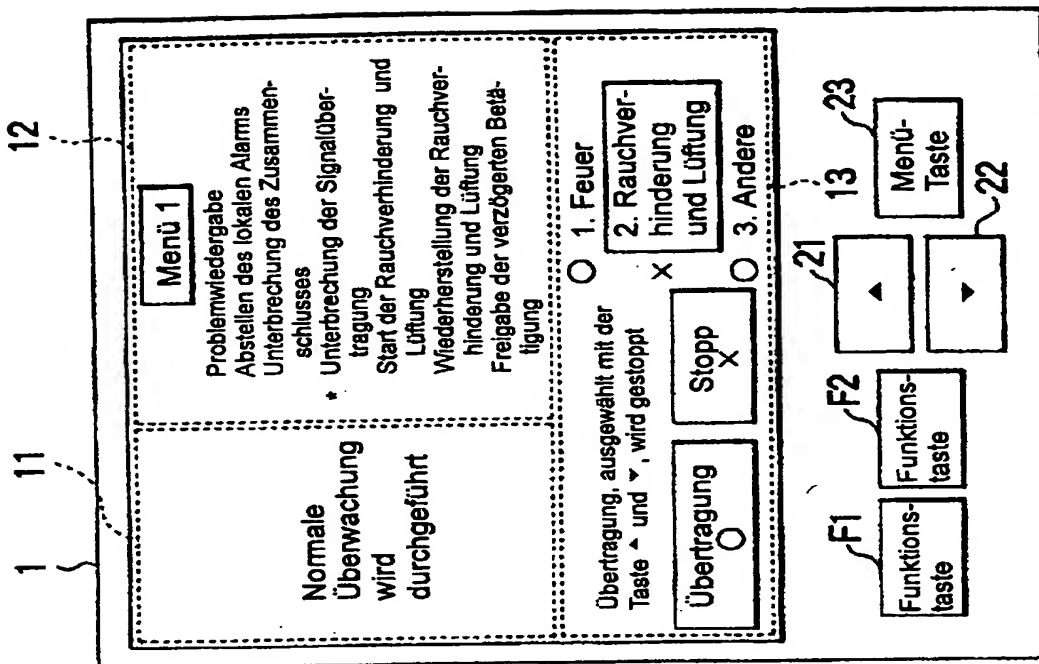 1
11
12
Menü 1
Normale
Überwachung
wird
durchgeführt
Problemwiedergabe
Abstellen des lokalen Alarms
Unterbrechung des Zusammen-
schlusses
* Unterbrechung der Signalüber-
tragung
Start der Rauchverhinderung und
Lüftung
Wiederherstellung der Rauchver-
hinderung und Lüftung
Freigabe der verzögerten Betä-
tigung
Übertragung, ausgewählt mit der
Taste ▲ und ▼, wird gestoppt
Übertragung
O
Stopp
X
O 1. Feuer
X 2. Rauchver-
hinderung
und Lüftung
O 3. Andere
13
F1
Funktions-
taste
F2
Funktions-
taste
21
▲
▼
22
23
Menü-
Taste